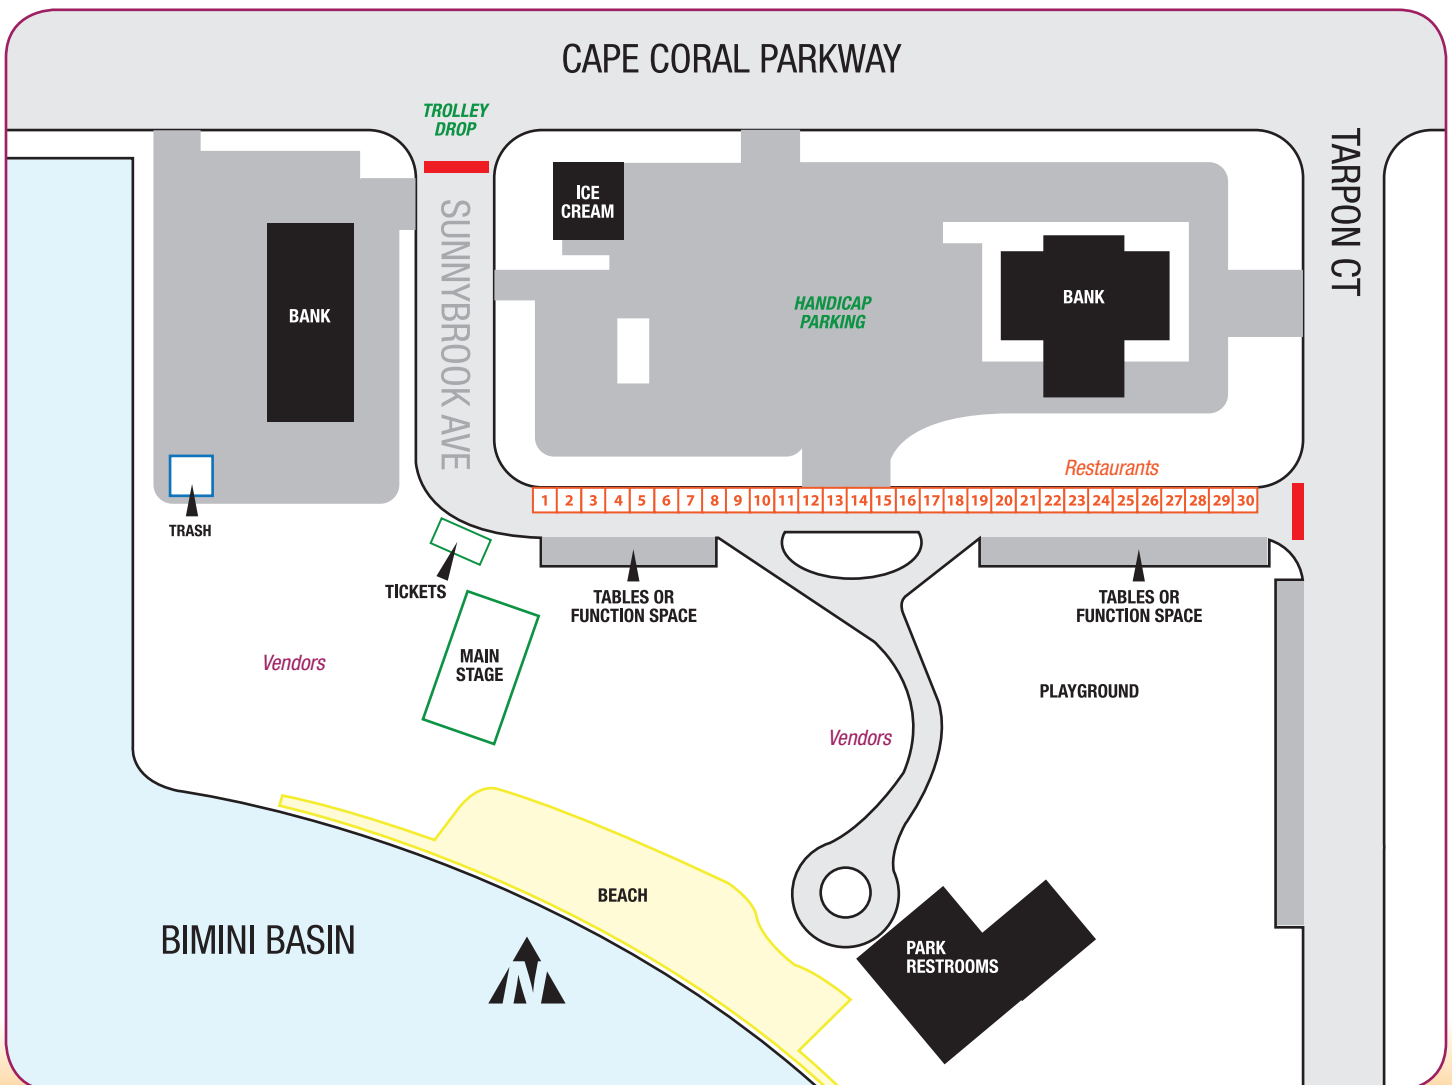 CAPE CORAL PARKWAY
TROLLEY
DROP
TARPON CT
SUNNYBROOK AVE
ICE
CREAM
BANK
HANDICAP
PARKING
BANK
Restaurants
1 2 3 4 5 6 7 8 9 10 11 12 13 14 15 16 17 18 19 20 21 22 23 24 25 26 27 28 29 30
TRASH
TICKETS
TABLES OR
FUNCTION SPACE
TABLES OR
FUNCTION SPACE
Vendors
MAIN
STAGE
PLAYGROUND
Vendors
BEACH
BIMINI BASIN
N
PARK
RESTROOMS